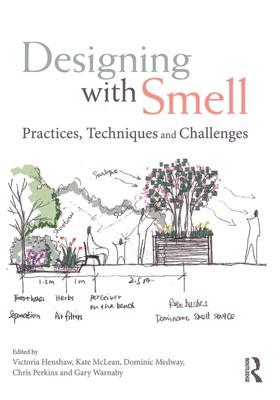 Designing
with Smell
Practices, Techniques and Challenges
1.5m
1m
2.5m
Herbs
perceiver
on the bench
Rose bushes
Separation
Air filters
Dominant smell source
Edited by
Victoria Henshaw, Kate McLean, Dominic Medway,
Chris Perkins and Gary Warnaby
ROUTLEDGE